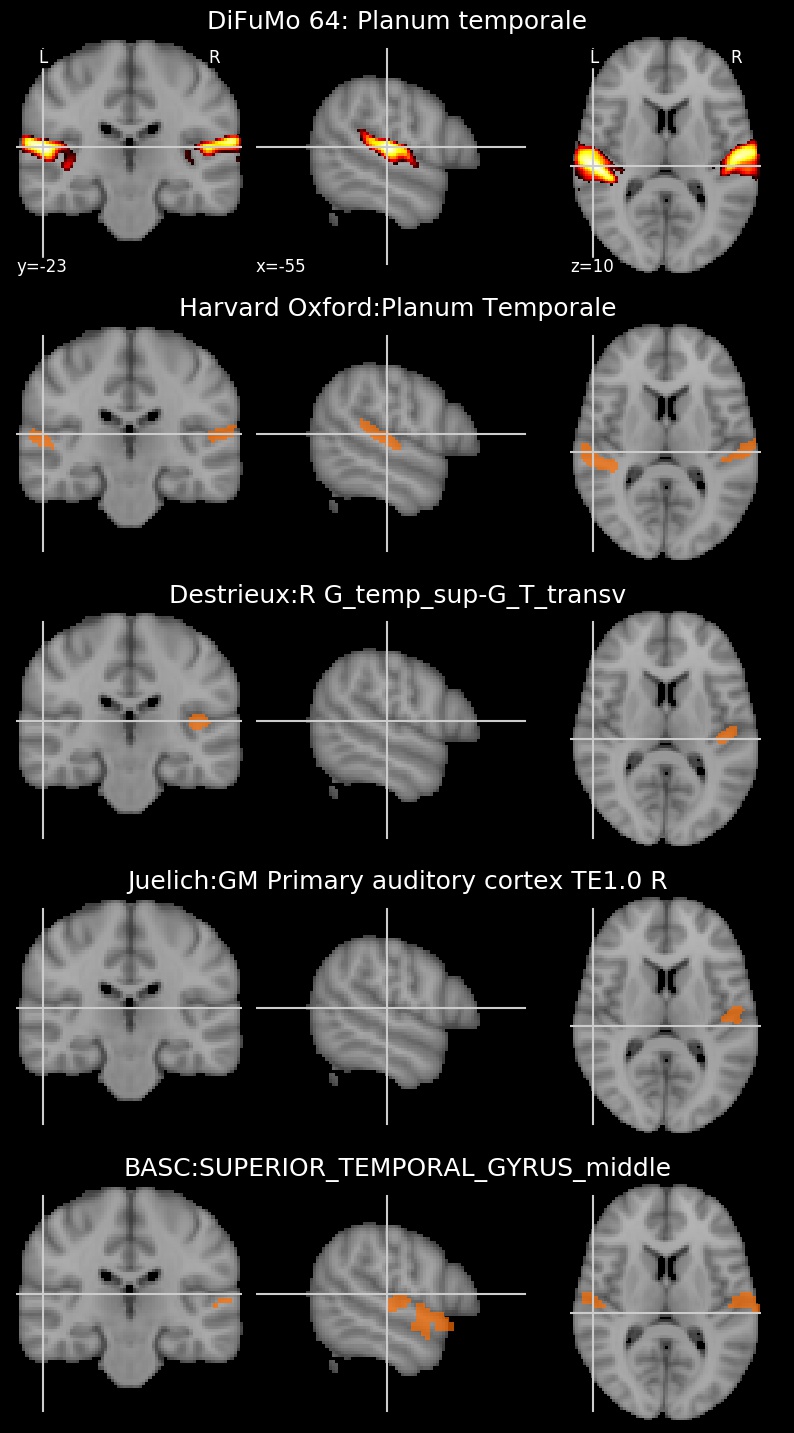 DiFuMo 64: Planum temporale
L R L R
y=-23 x=-55 z=10
Harvard Oxford:Planum Temporale
Destrieux:R G_temp_sup-G_T_transv
Juelich:GM Primary auditory cortex TE1.0 R
BASC:SUPERIOR_TEMPORAL_GYRUS_middle